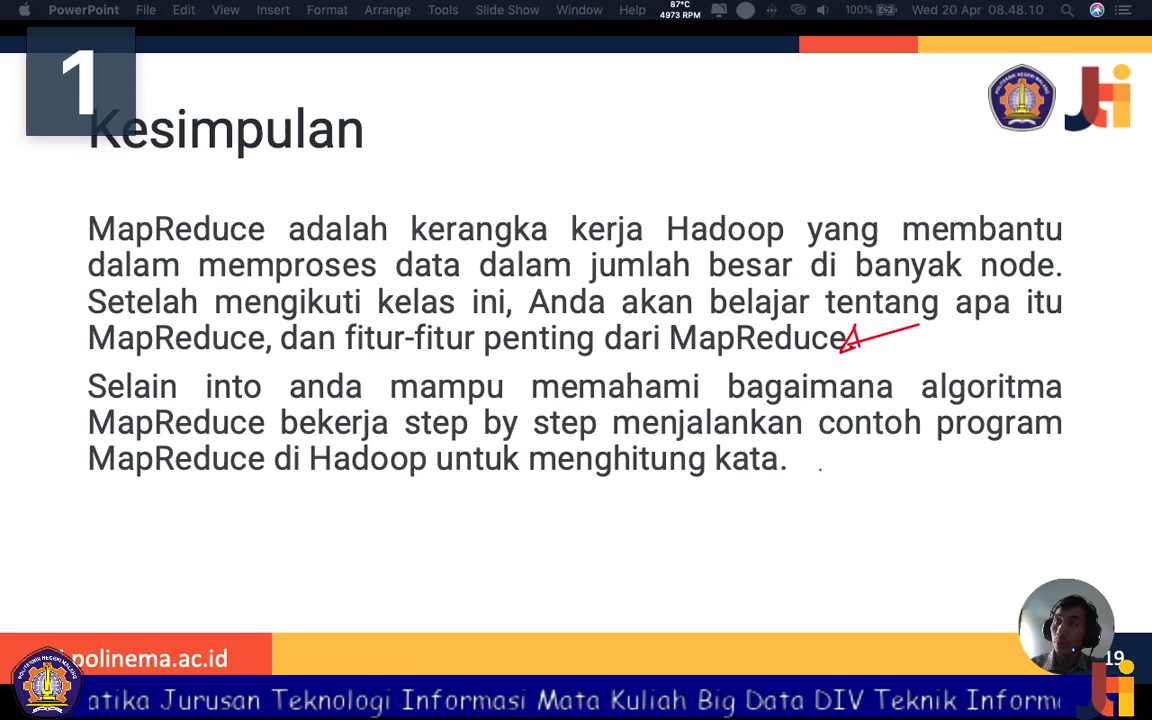 PowerPoint File Edit View Insert Format Arrange Tools Slide Show Window Help 87°C 4973 RPM 100% Wed 20 Apr 08.48.10
1
Kesimpulan
MapReduce adalah kerangka kerja Hadoop yang membantu
dalam memproses data dalam jumlah besar di banyak node.
Setelah mengikuti kelas ini, Anda akan belajar tentang apa itu
MapReduce, dan fitur-fitur penting dari MapReduce
Selain into anda mampu memahami bagaimana algoritma
MapReduce bekerja step by step menjalankan contoh program
MapReduce di Hadoop untuk menghitung kata.
polinema.ac.id
19
atika Jurusan Teknologi Informasi Mata Kuliah Big Data DIV Teknik Inform